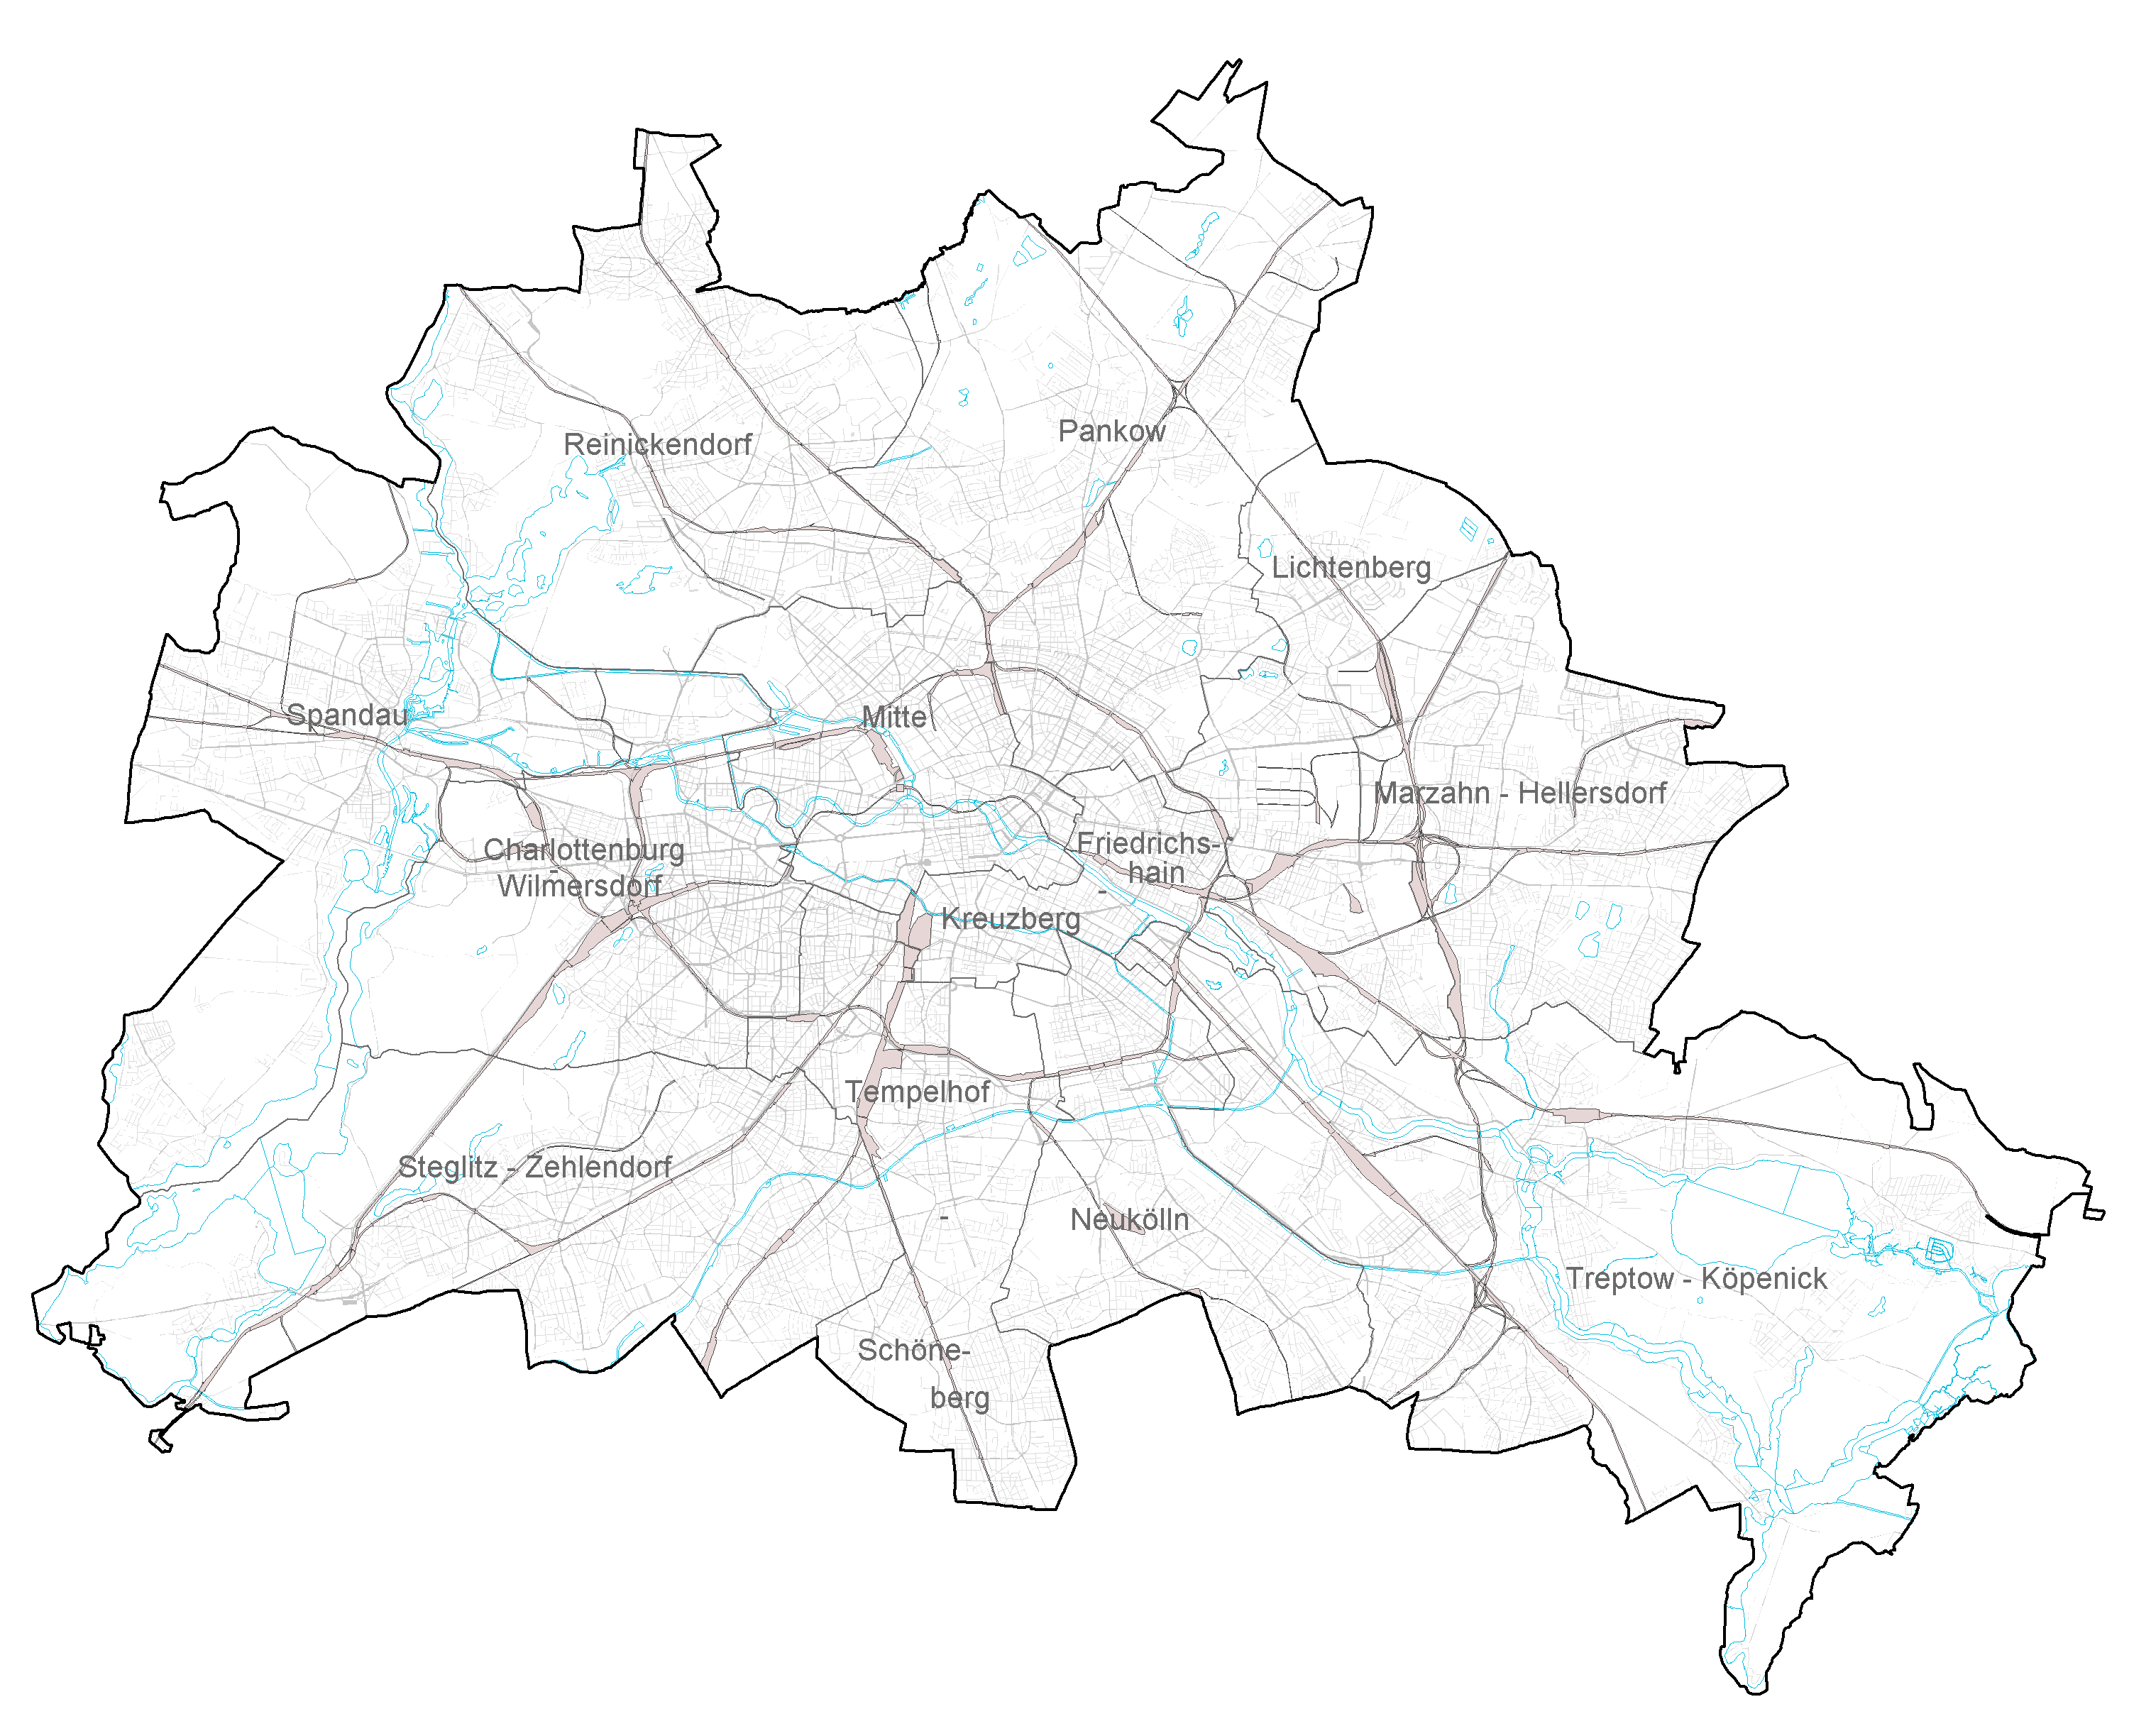 Pankow
Reinickendorf
Lichtenberg
Spandau
Mitte
Marzahn - Hellersdorf
Charlottenburg
-
Wilmersdorf
Friedrichs-
hain
-
Kreuzberg
Tempelhof
-
Schöne-
berg
Steglitz - Zehlendorf
Neukölln
Treptow - Köpenick